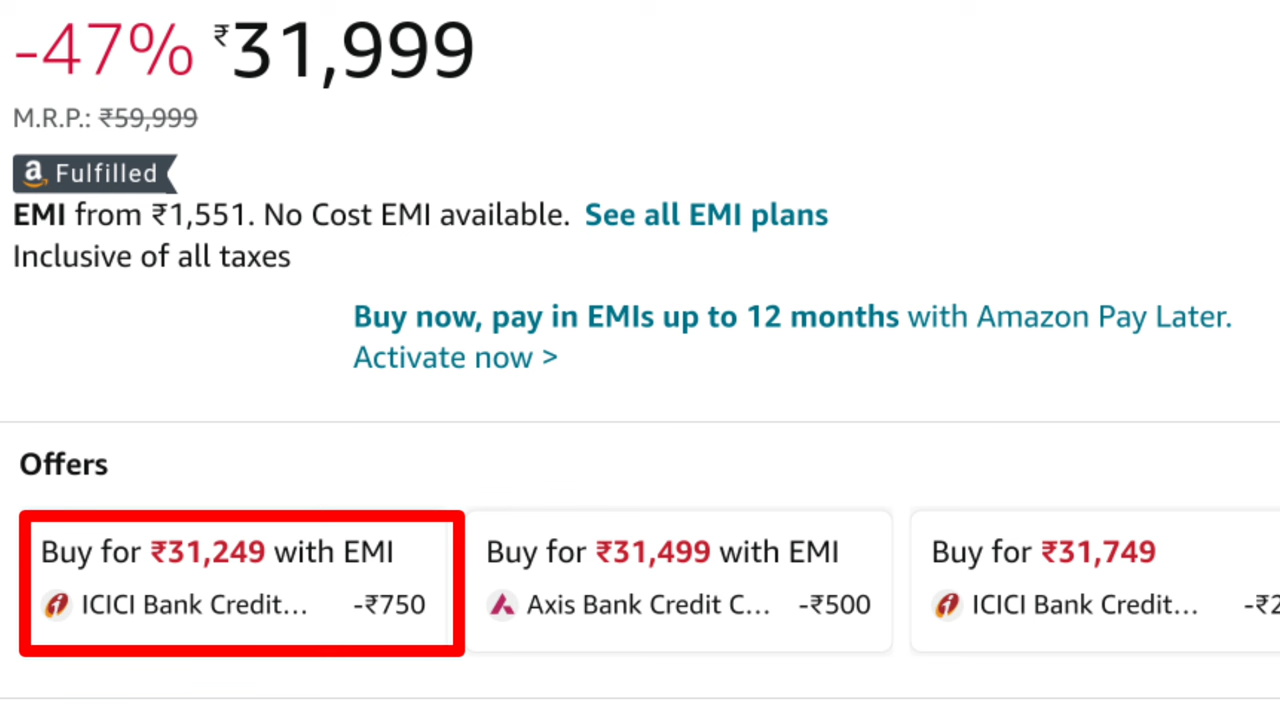 -47% ₹31,999
M.R.P.: ₹59,999
a Fulfilled
EMI from ₹1,551. No Cost EMI available. See all EMI plans
Inclusive of all taxes
Buy now, pay in EMIs up to 12 months with Amazon Pay Later.
Activate now >
Offers
Buy for ₹31,249 with EMI
ICICI Bank Credit... -₹750
Buy for ₹31,499 with EMI
Axis Bank Credit C... -₹500
Buy for ₹31,749
ICICI Bank Credit... -₹2